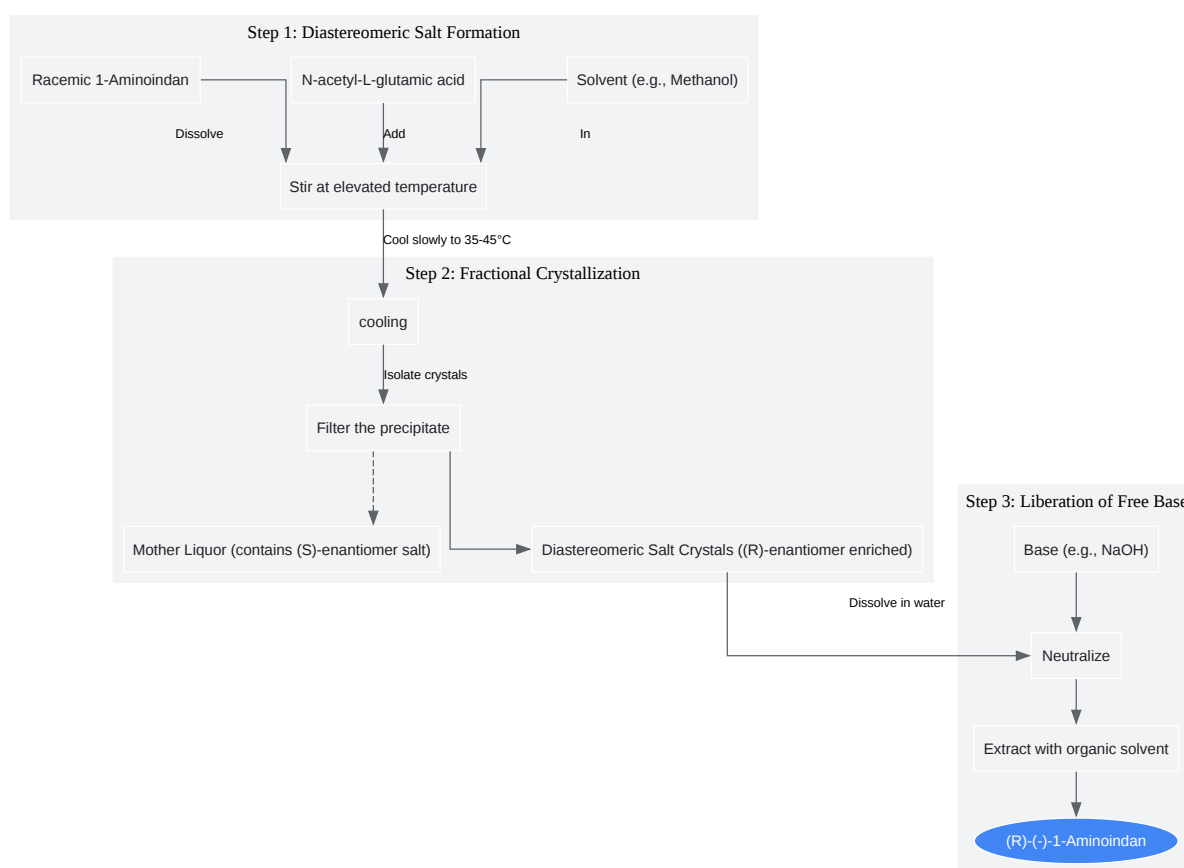 Step 1: Diastereomeric Salt Formation
Racemic 1-Aminoindan
N-acetyl-L-glutamic acid
Solvent (e.g., Methanol)
Dissolve
Add
In
Stir at elevated temperature
Cool slowly to 35-45°C
Step 2: Fractional Crystallization
cooling
Isolate crystals
Filter the precipitate
Mother Liquor (contains (S)-enantiomer salt)
Diastereomeric Salt Crystals ((R)-enantiomer enriched)
Step 3: Liberation of Free Base
Base (e.g., NaOH)
Dissolve in water
Neutralize
Extract with organic solvent
(R)-(-)-1-Aminoindan